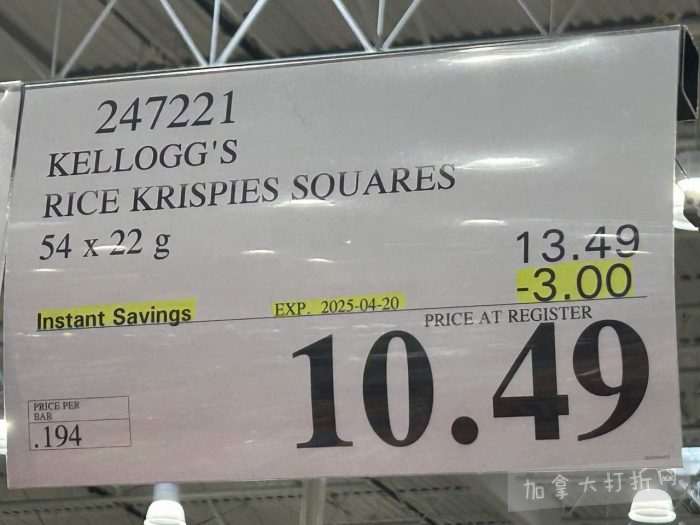 247221
KELLOGG'S
RICE KRISPIES SQUARES
54 x 22 g
13.49
-3.00
Instant Savings
EXP. 2025-04-20
PRICE AT REGISTER
10.49
PRICE PER
BAR
.194
加拿大打折网